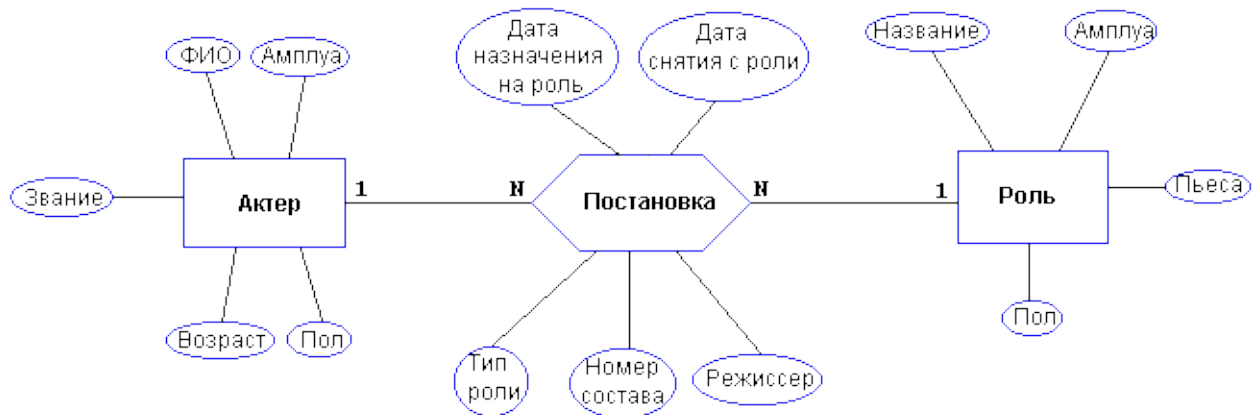 Дата
назначения
на роль
Дата
снятия с роли
Название
Амплуа
ФИО
Амплуа
Звание
Актер
1
N
Постановка
N
1
Роль
Пьеса
Возраст
Пол
Тип
роли
Номер
состава
Режиссер
Пол